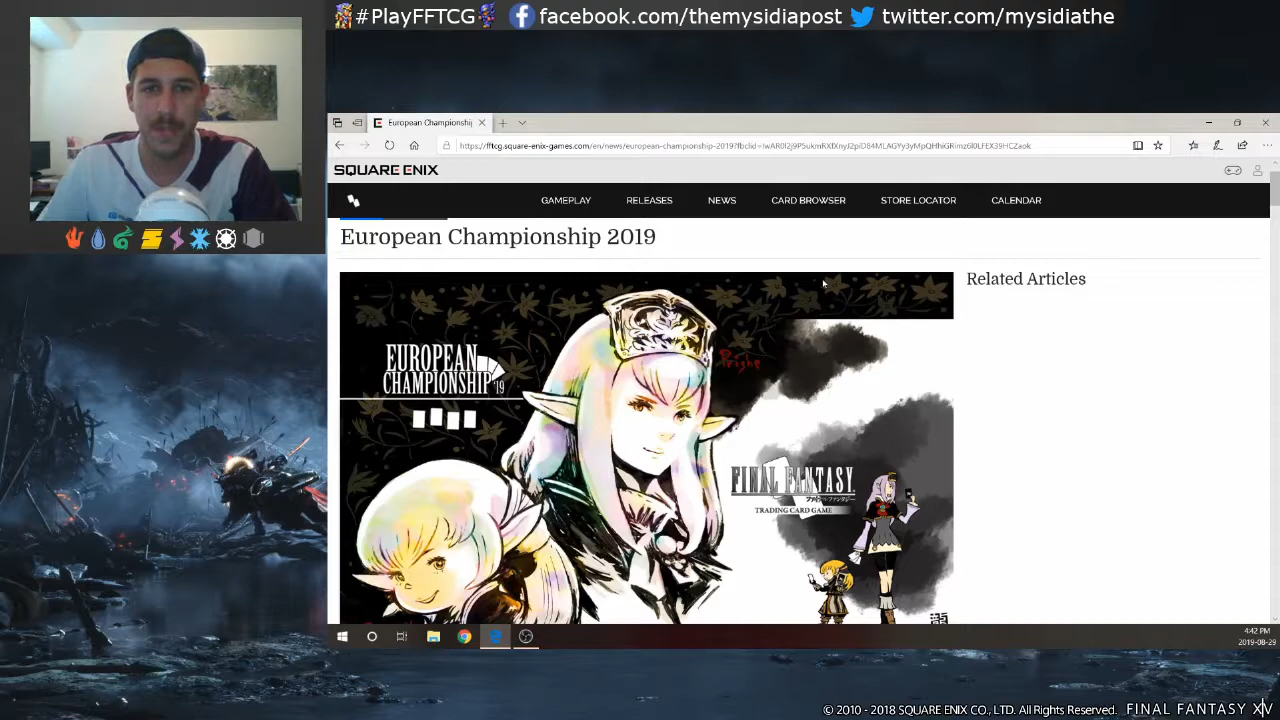 #PlayFFTCG facebook.com/themysidiapost twitter.com/mysidiathe
European Championship
SQUARE ENIX
GAMEPLAY RELEASES NEWS CARD BROWSER STORE LOCATOR CALENDAR
European Championship 2019
Related Articles
EUROPEAN
CHAMPIONSHIP '19
FINAL FANTASY
TRADING CARD GAME
4:42 PM
2019-08-29
© 2010 - 2018 SQUARE ENIX CO., LTD. All Rights Reserved. FINAL FANTASY XIV